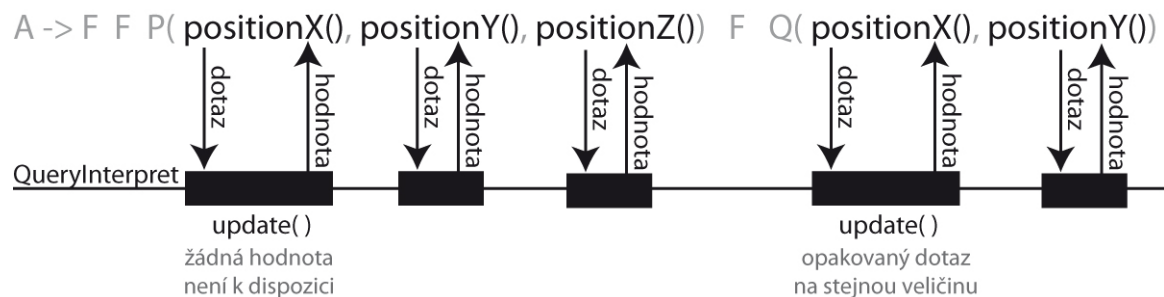 A -> F F P( positionX(), positionY(), positionZ()) F Q( positionX(), positionY())
dotaz hodnota dotaz hodnota dotaz hodnota dotaz hodnota dotaz hodnota
QueryInterpret
update( ) update( )
žádná hodnota opakovaný dotaz
není k dispozici na stejnou veličinu